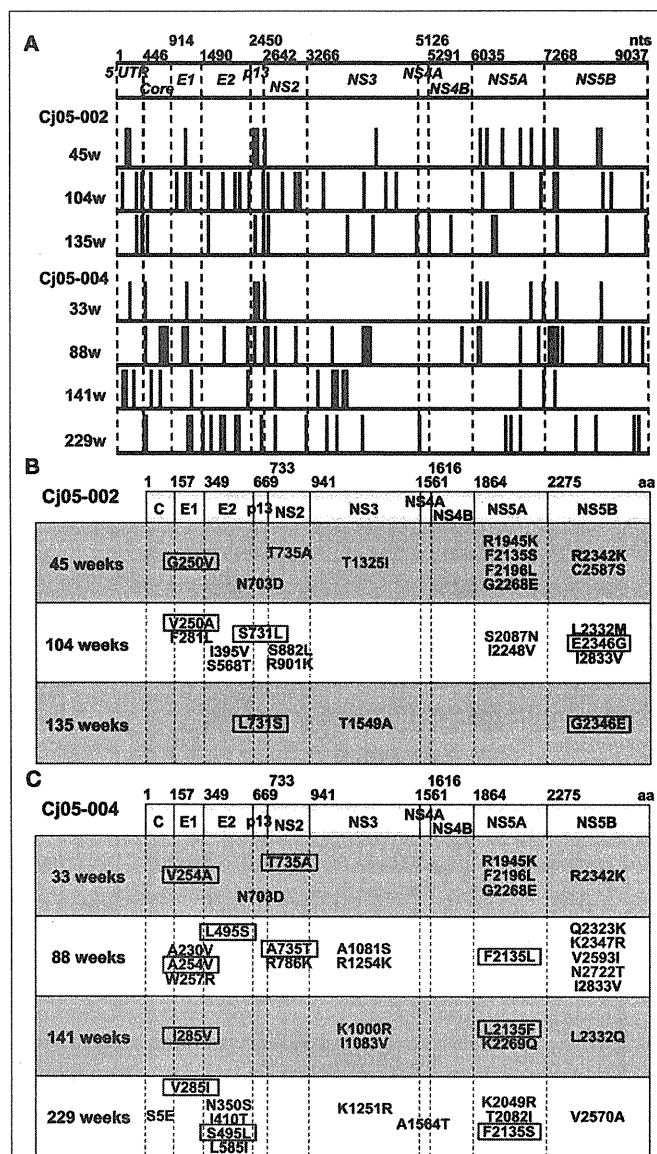 A
914 2450 5126
1 446 1490 2642 3266 5291 6035 7268 9037 nts
5'UTR Core E1 E2 p13 NS2 NS3 NS4A NS4B NS5A NS5B
Cj05-002
45w
104w
135w
Cj05-004
33w
88w
141w
229w
B
733 1616
Cj05-002 1 157 349 669 941 1561 1864 2275 aa
C E1 E2 p13 NS2 NS3 NS4A NS4B NS5A NS5B
45 weeks
G250V
N703D
T735A
T1325I
R1945K
F2135S
F2196L
G2268E
R2342K
C2587S
104 weeks
V250A
F281L
I395V
S568T
S731L
S882L
R901K
S2087N
I2248V
L2332M
E2346G
I2833V
135 weeks
L731S
T1549A
G2346E
C
733 1616
Cj05-004 1 157 349 669 941 1561 1864 2275 aa
C E1 E2 p13 NS2 NS3 NS4A NS4B NS5A NS5B
33 weeks
V254A
N703D
T735A
R1945K
F2196L
G2268E
R2342K
88 weeks
L495S
A230V
A254V
W257R
A735T
R786K
A1081S
R1254K
F2135L
Q2323K
K2347R
V2593I
N2722T
I2833V
141 weeks
I285V
K1000R
I1083V
L2135F
K2269Q
L2332Q
229 weeks
S5E
V285I
N350S
I410T
S495L
L585I
K1251R
A1564T
K2049R
T2082I
F2135S
V2570A